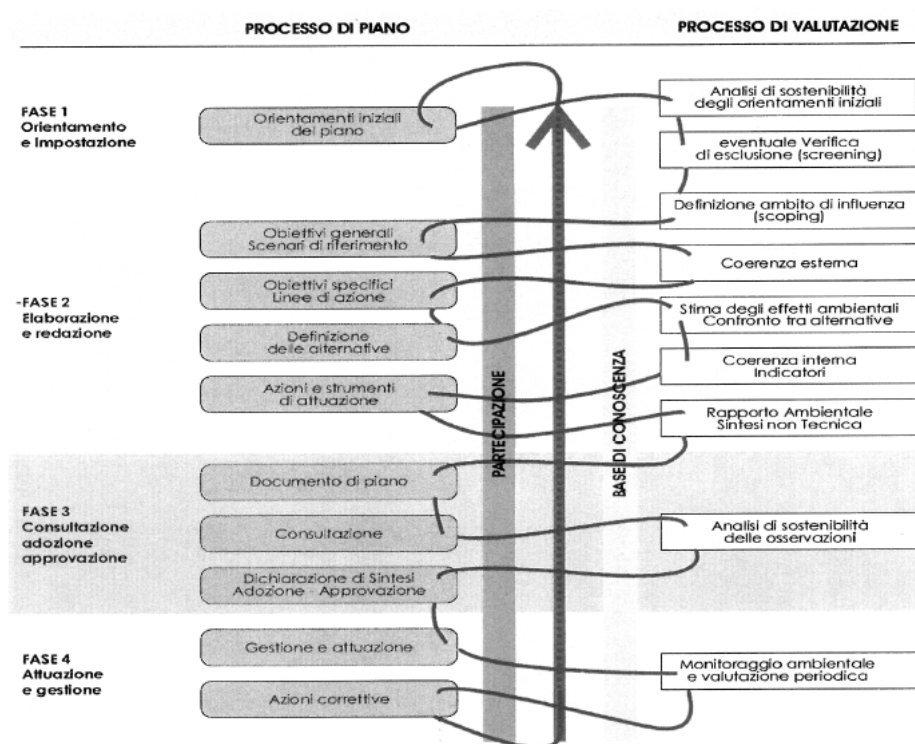 PROCESSO DI PIANO
PROCESSO DI VALUTAZIONE
FASE 1
Orientamento
e impostazione
Orientamenti iniziali
del piano
Analisi di sostenibilità
degli orientamenti iniziali
eventuale Verifica
di esclusione (screening)
Definizione ambito di influenza
(scoping)
-FASE 2
Elaborazione
e redazione
Obiettivi generali
Scenari di riferimento
Coerenza esterna
Obiettivi specifici
Linee di azione
Definizione
delle alternative
Stima degli effetti ambientali
Confronto tra alternative
Azioni e strumenti
di attuazione
Coerenza interna
Indicatori
Rapporto Ambientale
Sintesi non Tecnica
PARTECIPAZIONE
BASE DI CONOSCENZA
FASE 3
Consultazione
adozione
approvazione
Documento di piano
Consultazione
Analisi di sostenibilità
delle osservazioni
Dichiarazione di Sintesi
Adozione - Approvazione
FASE 4
Attuazione
e gestione
Gestione e attuazione
Monitoraggio ambientale
e valutazione periodica
Azioni correttive